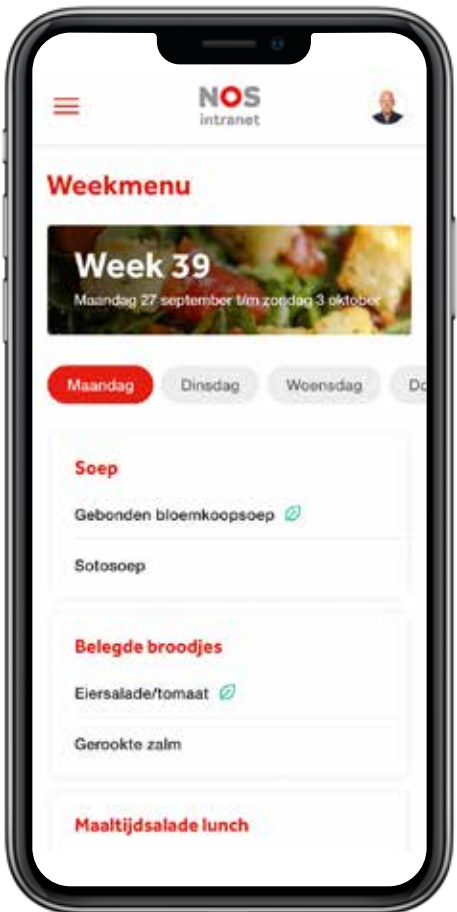 NOS
intranet
Weekmenu
Week 39
Maandag 27 september t/m zondag 3 oktober
Maandag Dinsdag Woensdag Do
Soep
Gebonden bloemkoopsoep
Sotosoep
Belegde broodjes
Eiersalade/tomaat
Gerookte zalm
Maaltijdsalade lunch